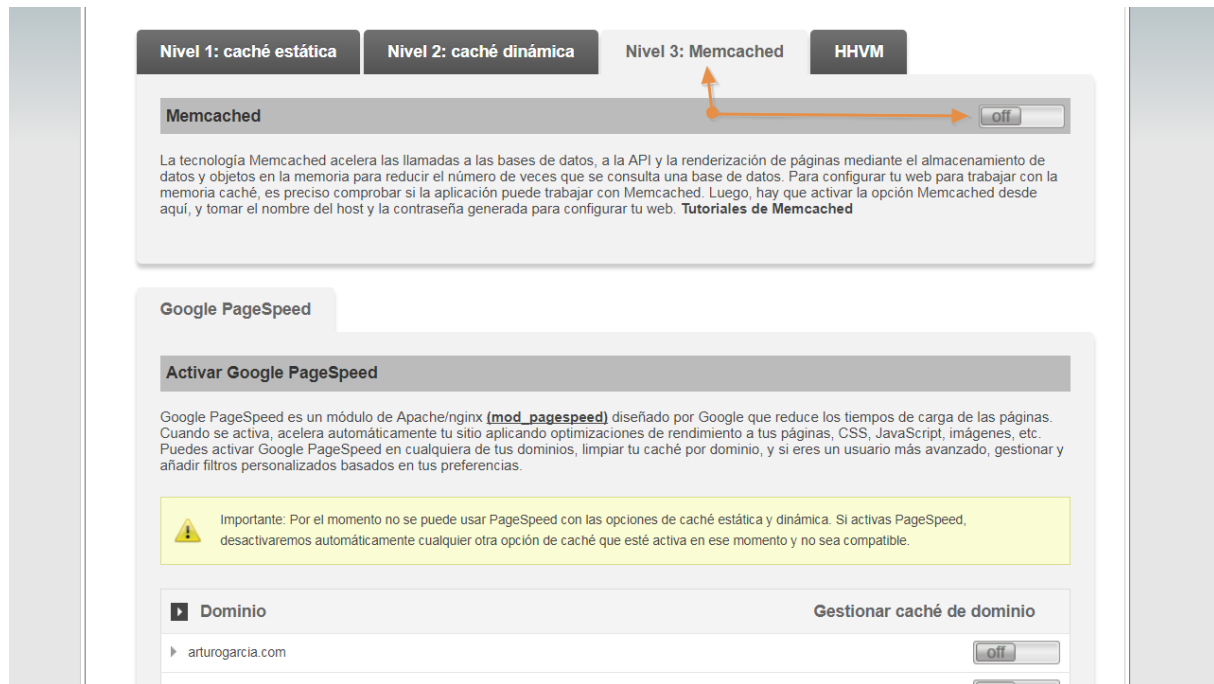 Nivel 1: caché estática
Nivel 2: caché dinámica
Nivel 3: Memcached
HHVM
Memcached
off
La tecnología Memcached acelera las llamadas a las bases de datos, a la API y la renderización de páginas mediante el almacenamiento de
datos y objetos en la memoria para reducir el número de veces que se consulta una base de datos. Para configurar tu web para trabajar con la
memoria caché, es preciso comprobar si la aplicación puede trabajar con Memcached. Luego, hay que activar la opción Memcached desde
aquí, y tomar el nombre del host y la contraseña generada para configurar tu web. Tutoriales de Memcached
Google PageSpeed
Activar Google PageSpeed
Google PageSpeed es un módulo de Apache/nginx (mod_pagespeed) diseñado por Google que reduce los tiempos de carga de las páginas.
Cuando se activa, acelera automáticamente tu sitio aplicando optimizaciones de rendimiento a tus páginas, CSS, JavaScript, imágenes, etc.
Puedes activar Google PageSpeed en cualquiera de tus dominios, limpiar tu caché por dominio, y si eres un usuario más avanzado, gestionar y
añadir filtros personalizados basados en tus preferencias.
Importante: Por el momento no se puede usar PageSpeed con las opciones de caché estática y dinámica. Si activas PageSpeed,
desactivaremos automáticamente cualquier otra opción de caché que esté activa en ese momento y no sea compatible.
Dominio
Gestionar caché de dominio
arturogarcia.com
off